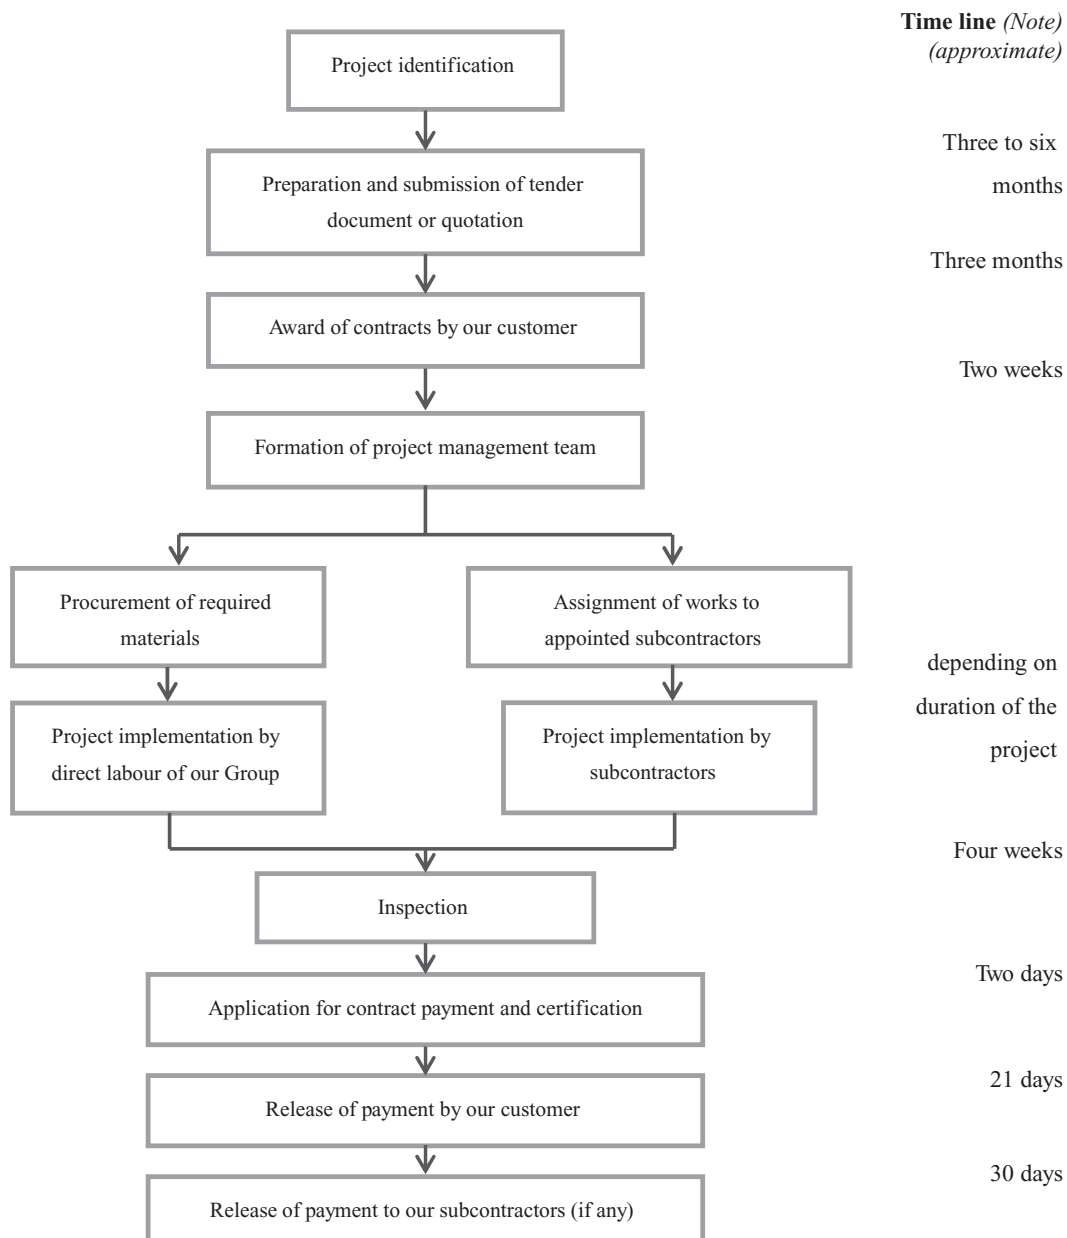 Time line (Note)
(approximate)
Project identification
Three to six
months
Preparation and submission of tender
document or quotation
Three months
Award of contracts by our customer
Two weeks
Formation of project management team
Procurement of required
materials
Assignment of works to
appointed subcontractors
depending on
duration of the
project
Project implementation by
direct labour of our Group
Project implementation by
subcontractors
Four weeks
Inspection
Two days
Application for contract payment and certification
21 days
Release of payment by our customer
30 days
Release of payment to our subcontractors (if any)